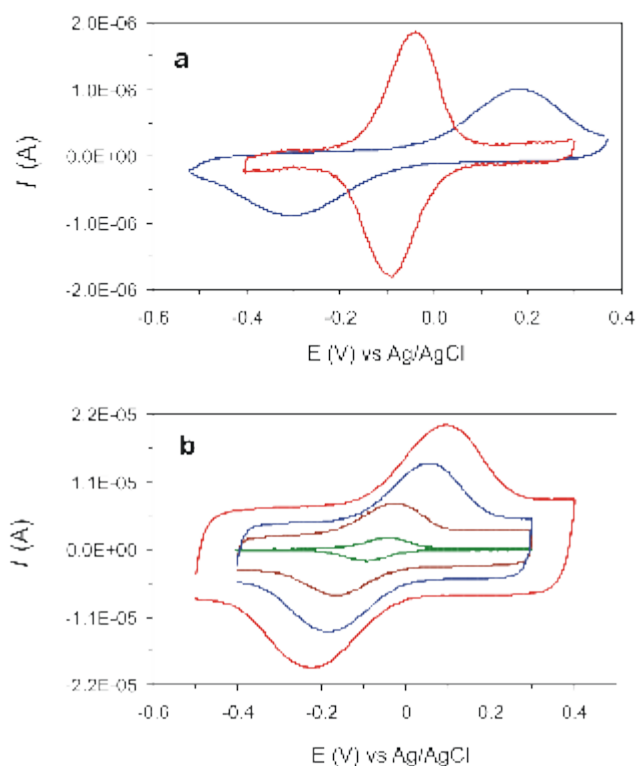 2.0E-06
a
1.0E-06
I (A)
0.0E+00
-1.0E-06
-2.0E-06
-0.6 -0.4 -0.2 0.0 0.2 0.4
E (V) vs Ag/AgCl
2.2E-05
b
1.1E-05
I (A)
0.0E+00
-1.1E-05
-2.2E-05
-0.6 -0.4 -0.2 0 0.2 0.4
E (V) vs Ag/AgCl